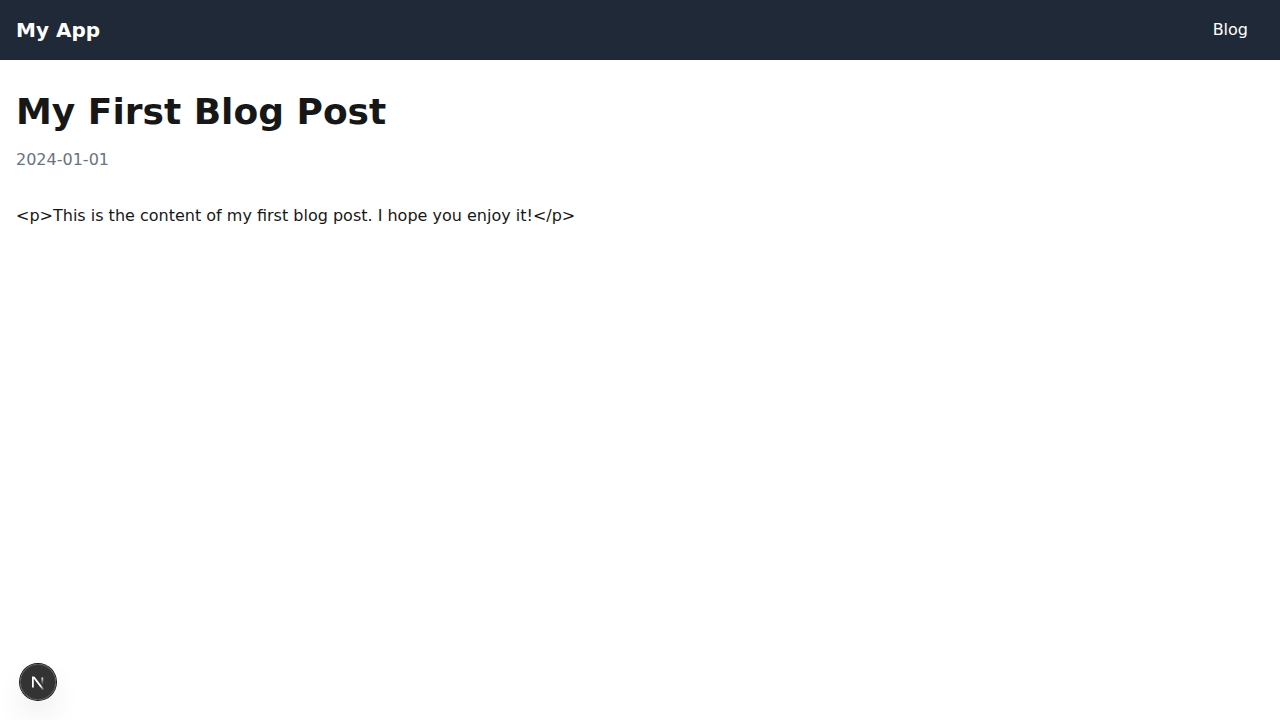 My App
Blog
My First Blog Post
2024-01-01
<p>This is the content of my first blog post. I hope you enjoy it!</p>
N